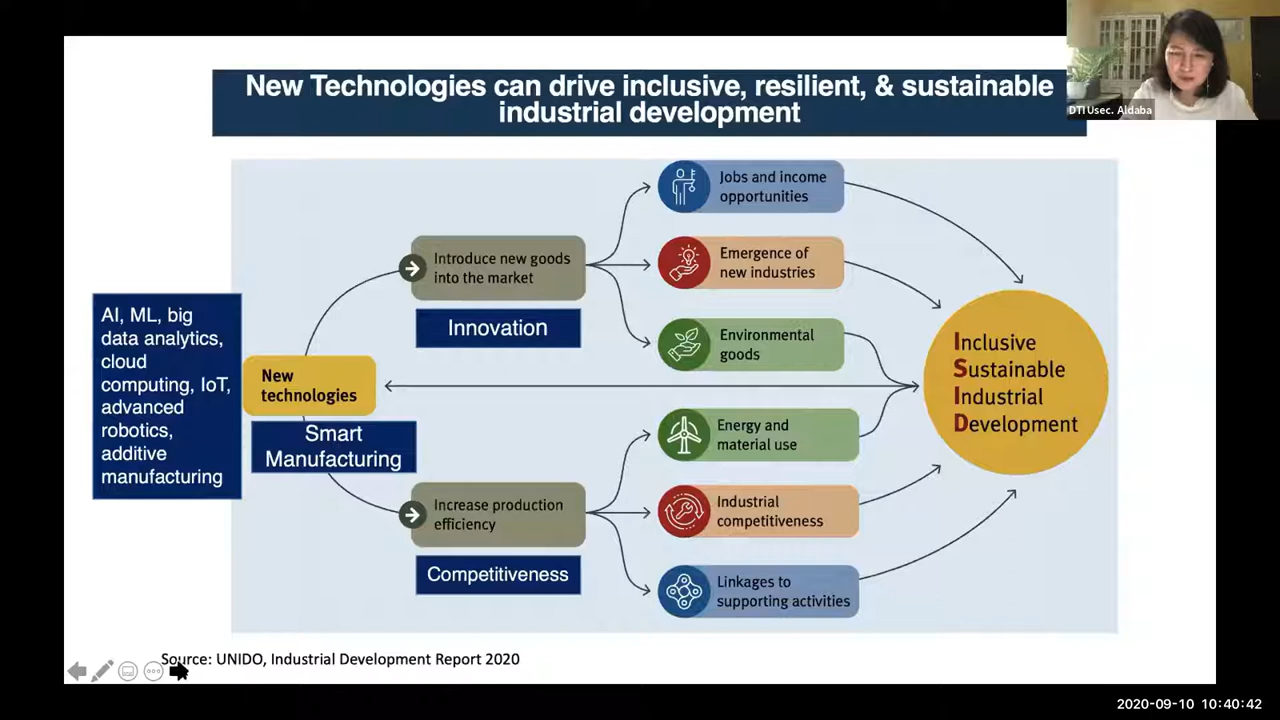 New Technologies can drive inclusive, resilient, & sustainable
industrial development
DTI Usec. Aldaba
AI, ML, big
data analytics,
cloud
computing, IoT,
advanced
robotics,
additive
manufacturing
New
technologies
Smart
Manufacturing
Introduce new goods
into the market
Innovation
Increase production
efficiency
Competitiveness
Jobs and income
opportunities
Emergence of
new industries
Environmental
goods
Energy and
material use
Industrial
competitiveness
Linkages to
supporting activities
Inclusive
Sustainable
Industrial
Development
Source: UNIDO, Industrial Development Report 2020
2020-09-10 10:40:42